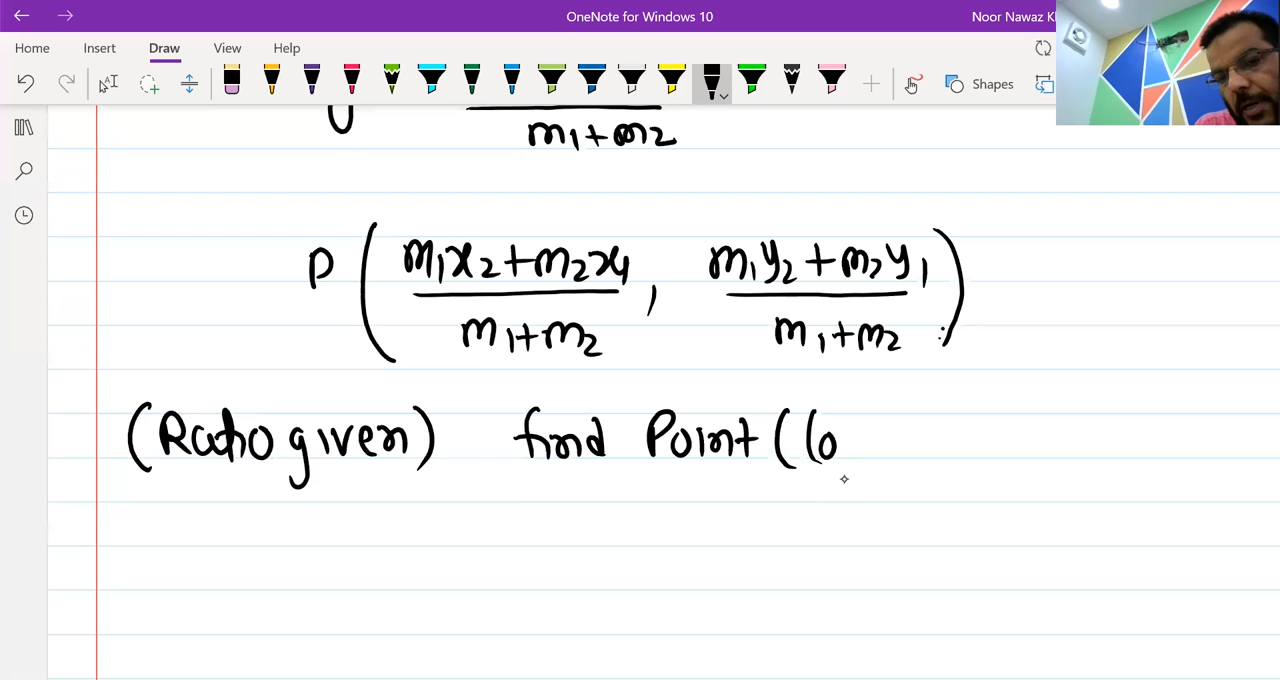 OneNote for Windows 10
Noor Nawaz Kh
Home Insert Draw View Help
Shapes
y
m1+m2
P ( m1x2+m2x1 / m1+m2 , m1y2+m2y1 / m1+m2 )
(Ratio given) find Point ((o